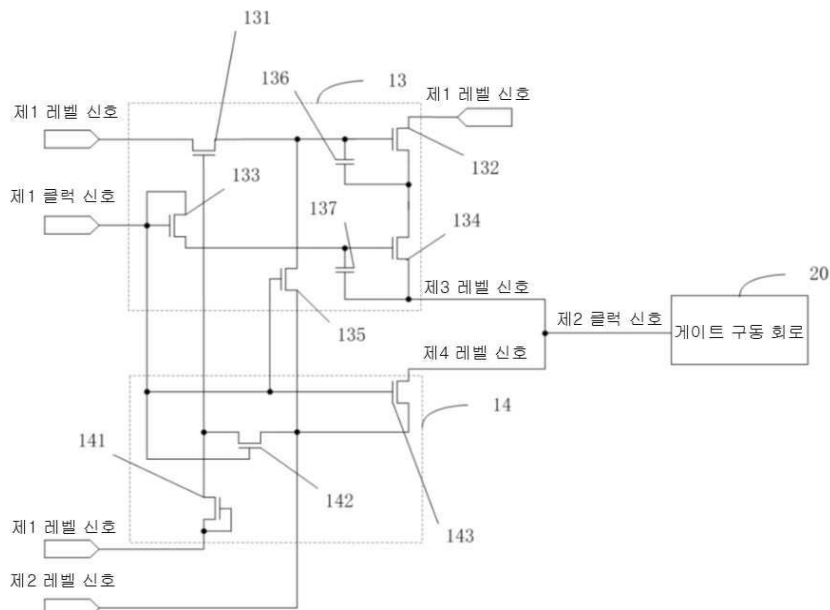 131
13
136
제1 레벨 신호
제1 레벨 신호
132
133
제1 클럭 신호
137
134
20
제3 레벨 신호
제2 클럭 신호
게이트 구동 회로
135
제4 레벨 신호
14
141
142
143
제1 레벨 신호
제2 레벨 신호